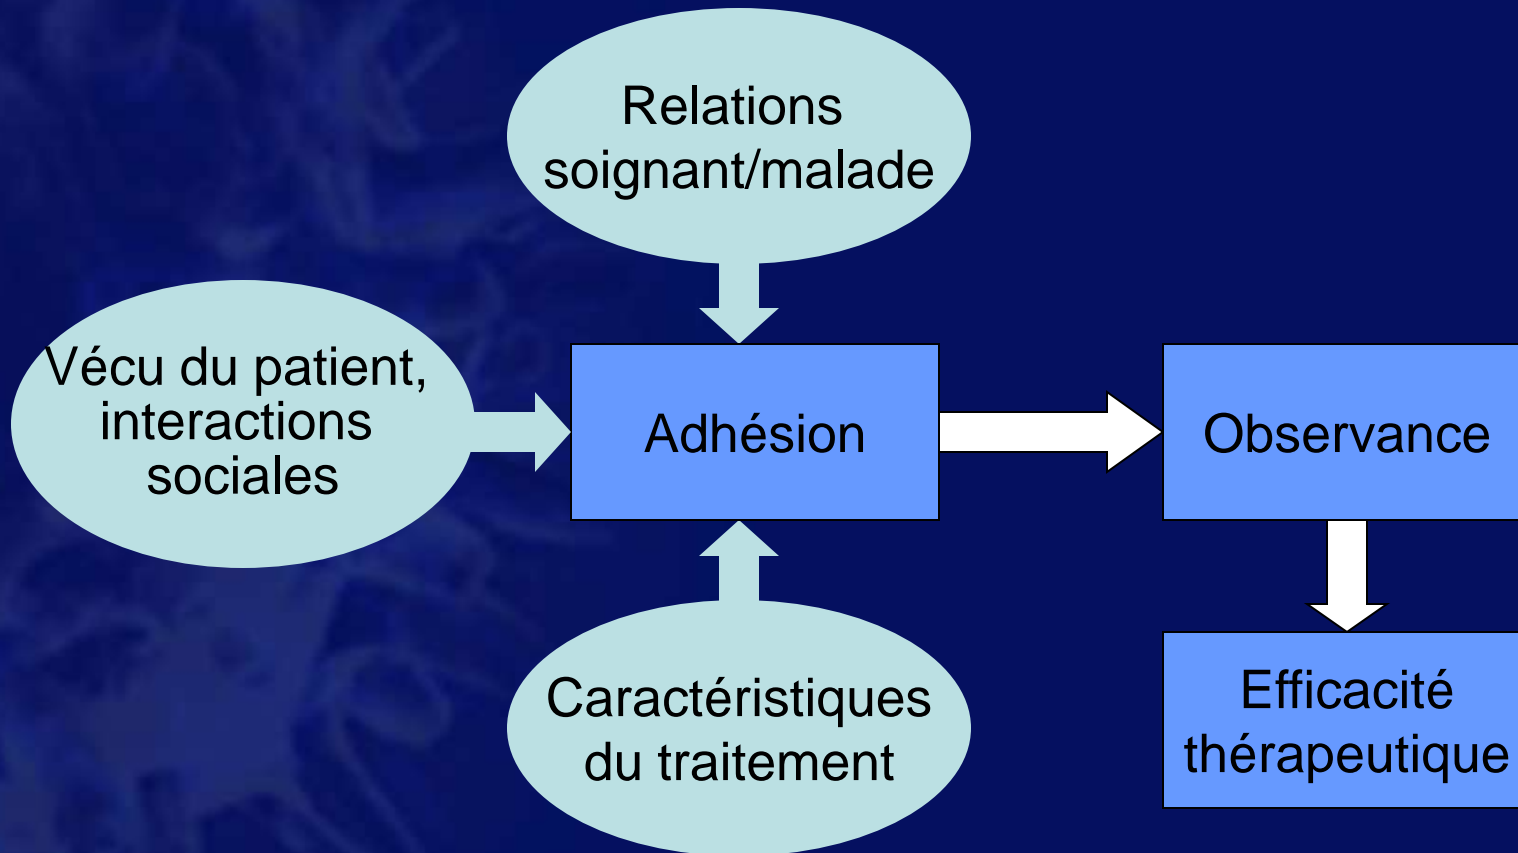 Relations
soignant/malade
Vécu du patient,
interactions
sociales
Adhésion
Observance
Caractéristiques
du traitement
Efficacité
thérapeutique